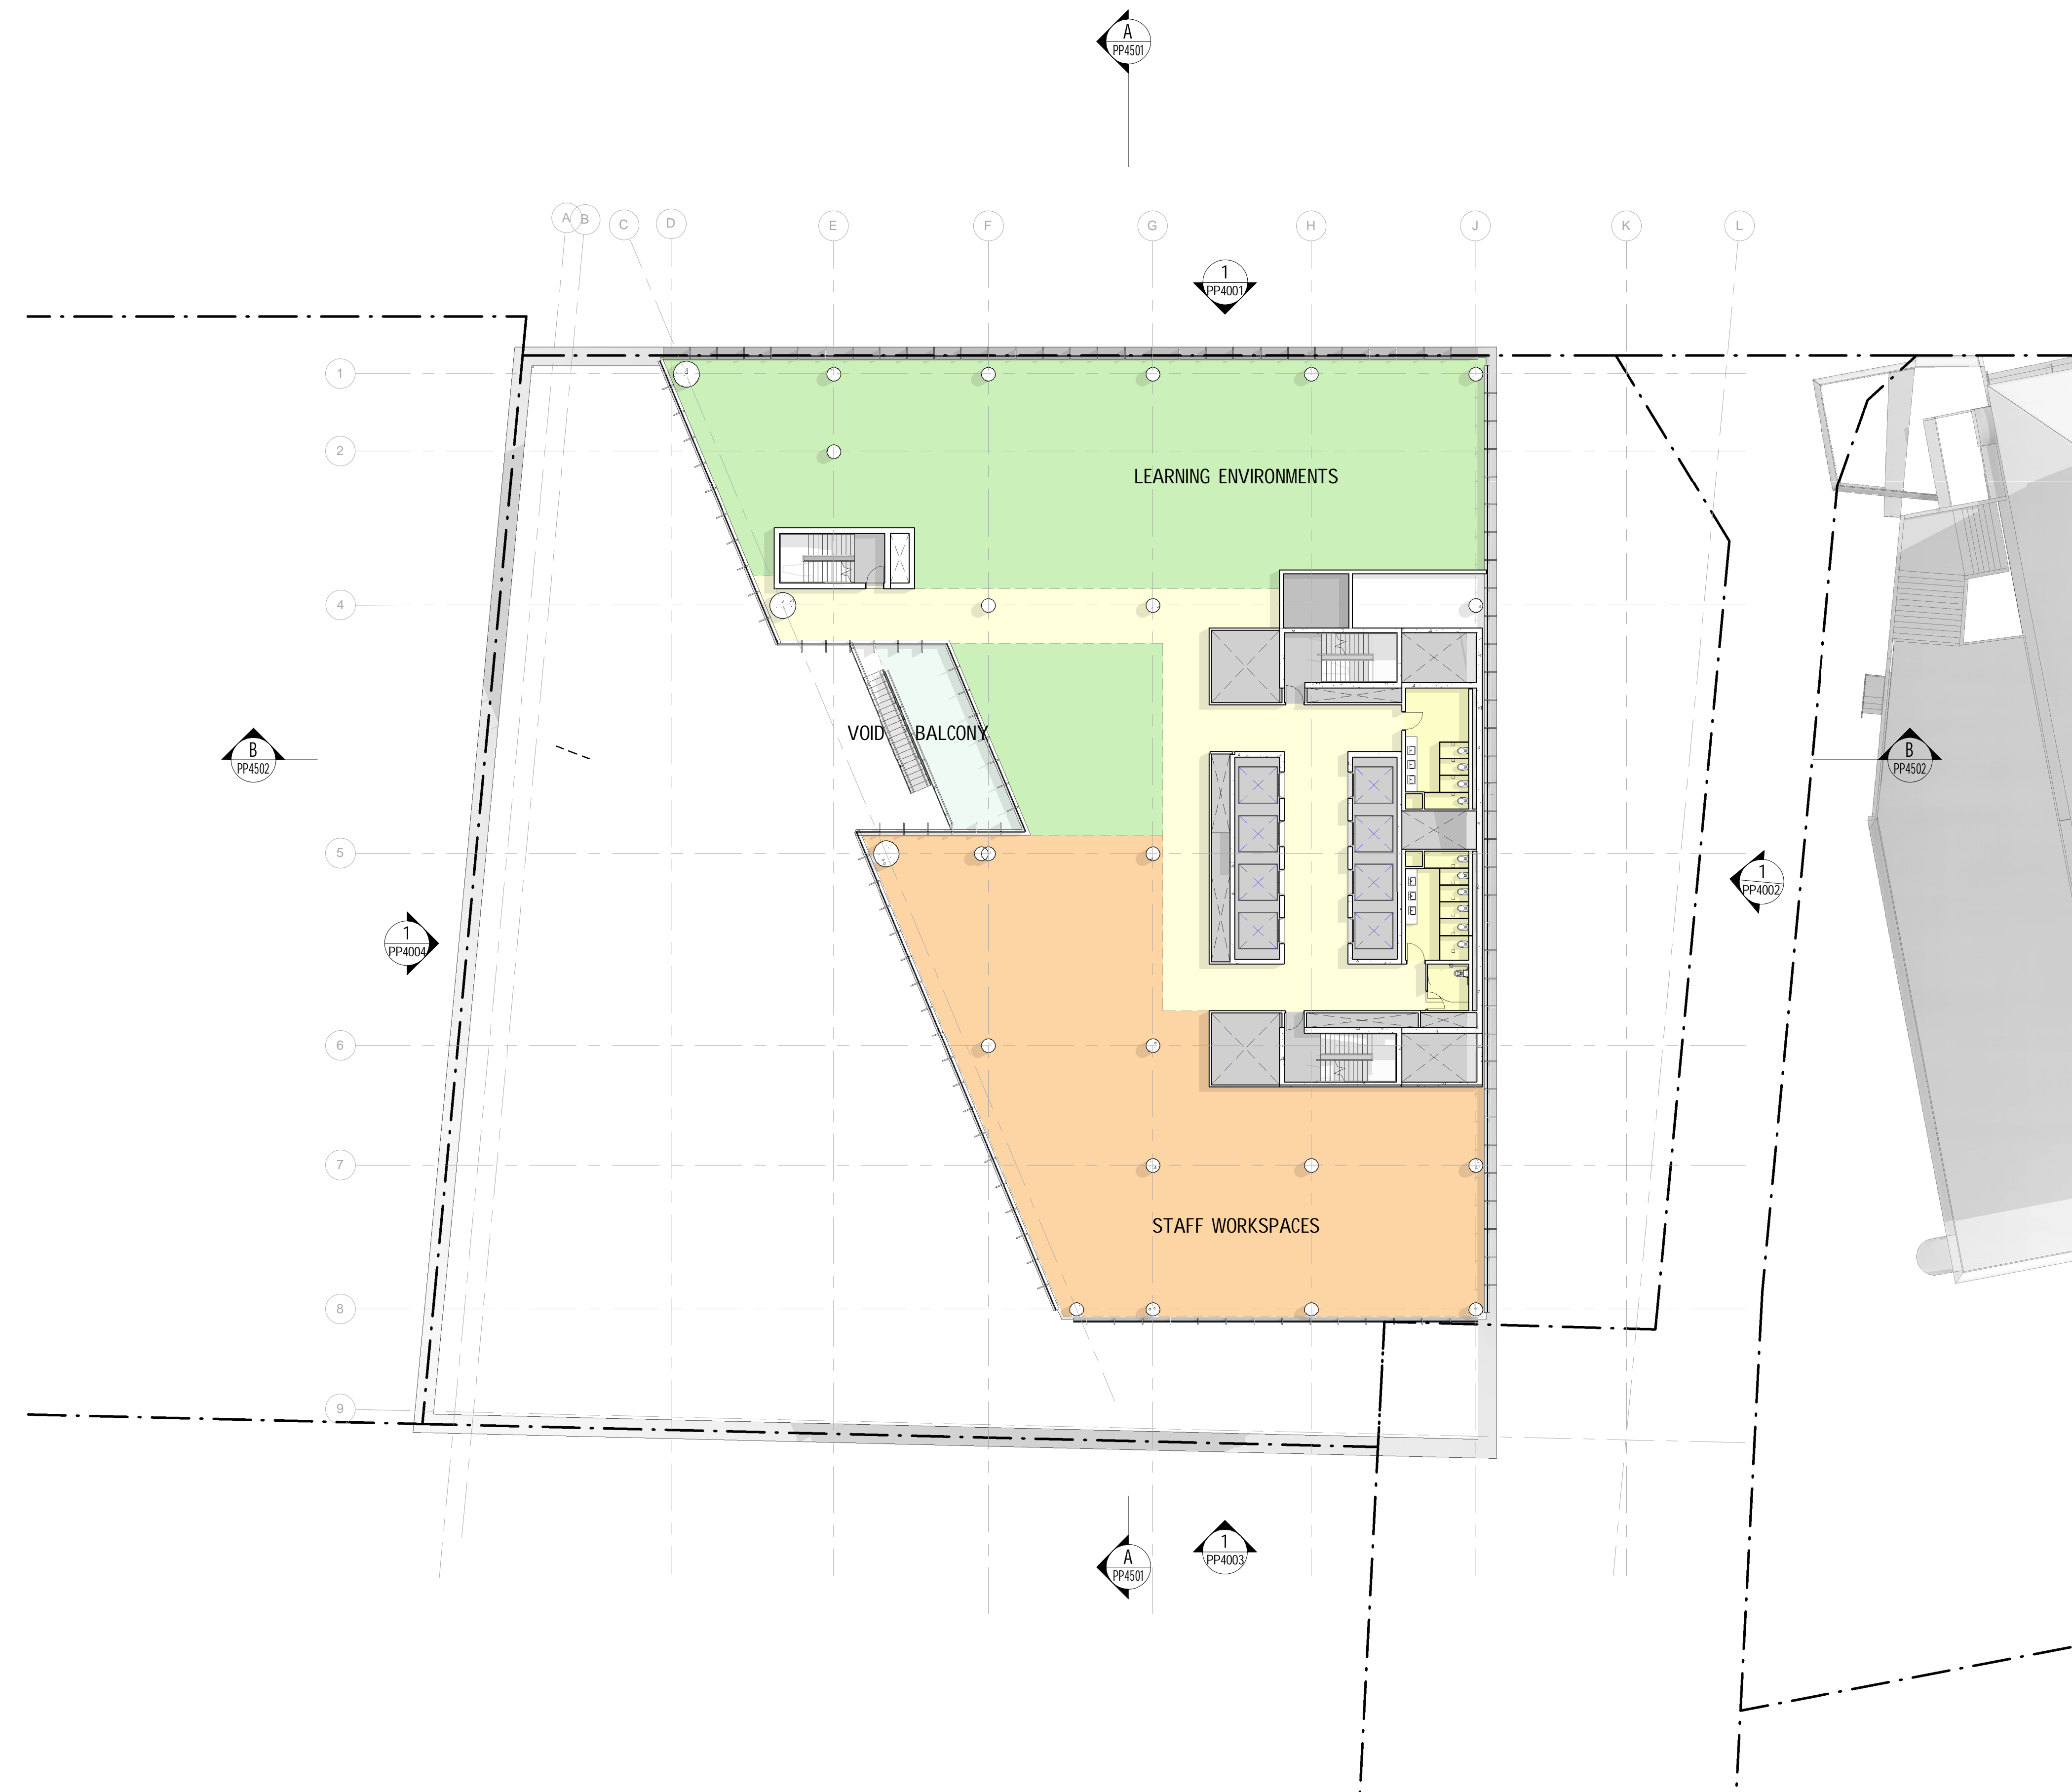 A
PP4501
A
B
C
D
E
F
G
H
J
K
L
1
PP4001
1
2
LEARNING ENVIRONMENTS
4
VOID
BALCONY
B
PP4502
B
PP4502
5
1
PP4002
1
PP4004
6
7
STAFF WORKSPACES
8
9
A
PP4501
1
PP4003